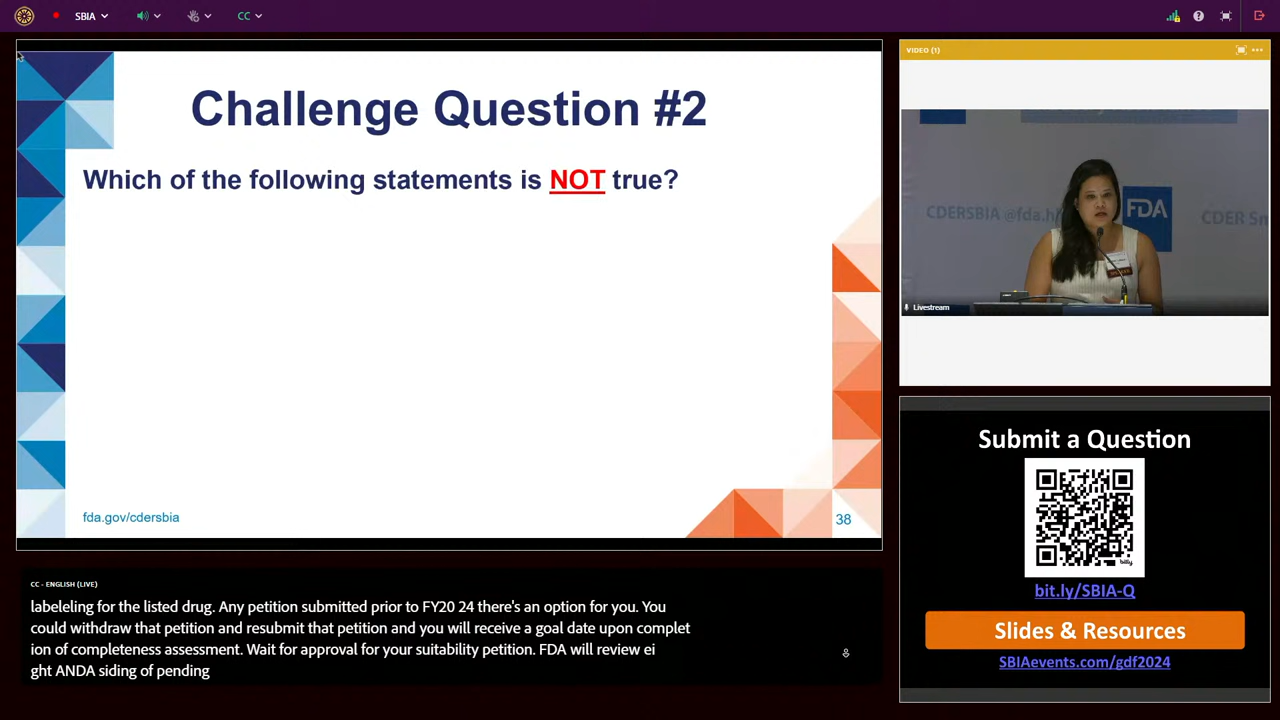 SBIA
CC
Challenge Question #2
Which of the following statements is NOT true?
fda.gov/cdersbia
38
VIDEO (1)
CDERSBIA @fda.h
FDA
CDER Sm
Livestream
Submit a Question
bitly
bit.ly/SBIA-Q
Slides & Resources
SBIAevents.com/gdf2024
CC - ENGLISH (LIVE)
labeleling for the listed drug. Any petition submitted prior to FY20 24 there's an option for you. You
could withdraw that petition and resubmit that petition and you will receive a goal date upon complet
ion of completeness assessment. Wait for approval for your suitability petition. FDA will review ei
ght ANDA siding of pending